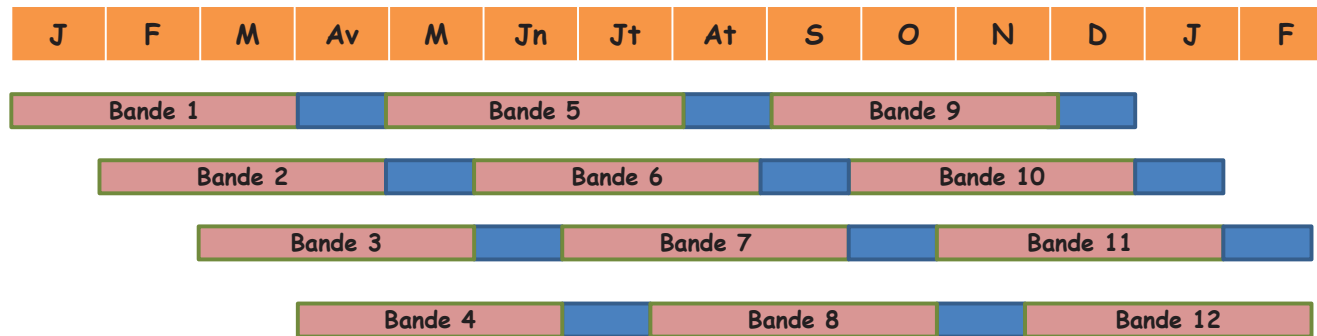 J F M Av M Jn Jt At S O N D J F
Bande 1 Bande 5 Bande 9
Bande 2 Bande 6 Bande 10
Bande 3 Bande 7 Bande 11
Bande 4 Bande 8 Bande 12